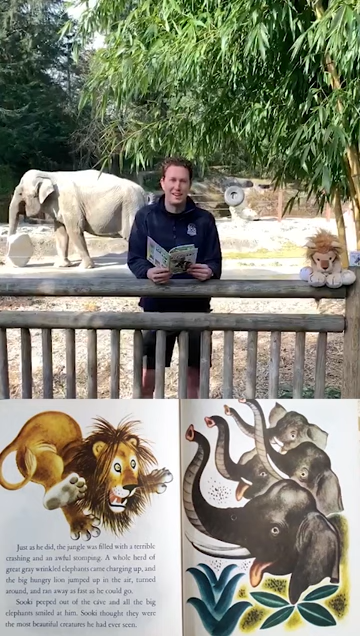 Just as he did, the jungle was filled with a terrible
crashing and an awful stomping. A whole herd of
great gray wrinkled elephants came charging up, and
the big hungry lion jumped up in the air, turned
around, and ran away as fast as he could go.
Sooki peeped out of the cave and all the big
elephants smiled at him. Sooki thought they were
the most beautiful creatures he had ever seen.